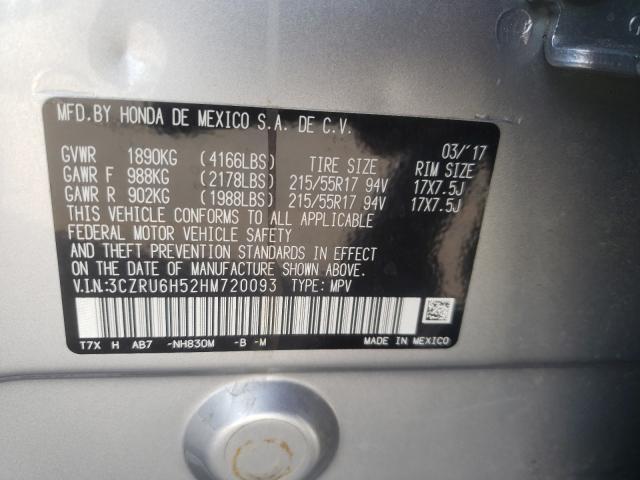 MFD. BY HONDA DE MEXICO S.A. DE C.V.
03/'17
GVWR 1890KG (4166LBS) TIRE SIZE RIM SIZE
GAWR F 988KG (2178LBS) 215/55R17 94V 17X7.5J
GAWR R 902KG (1988LBS) 215/55R17 94V 17X7.5J
THIS VEHICLE CONFORMS TO ALL APPLICABLE
FEDERAL MOTOR VEHICLE SAFETY
AND THEFT PREVENTION STANDARDS IN EFFECT
ON THE DATE OF MANUFACTURE SHOWN ABOVE.
V.I.N.:3CZRU6H52HM720093 TYPE: MPV
T7X H AB7 -NH830M -B -M MADE IN MEXICO